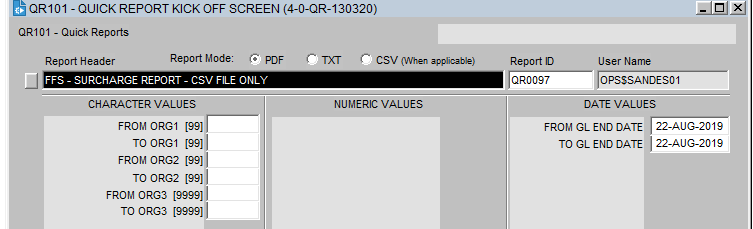 QR101 - QUICK REPORT KICK OFF SCREEN (4-0-QR-130320)
QR101 - Quick Reports
Report Header Report Mode: PDF TXT CSV (When applicable) Report ID User Name
FFS - SURCHARGE REPORT - CSV FILE ONLY QR0097 OPS$SANDES01
CHARACTER VALUES NUMERIC VALUES DATE VALUES
FROM ORG1 [99] FROM GL END DATE 22-AUG-2019
TO ORG1 [99] TO GL END DATE 22-AUG-2019
FROM ORG2 [99]
TO ORG2 [99]
FROM ORG3 [9999]
TO ORG3 [9999]